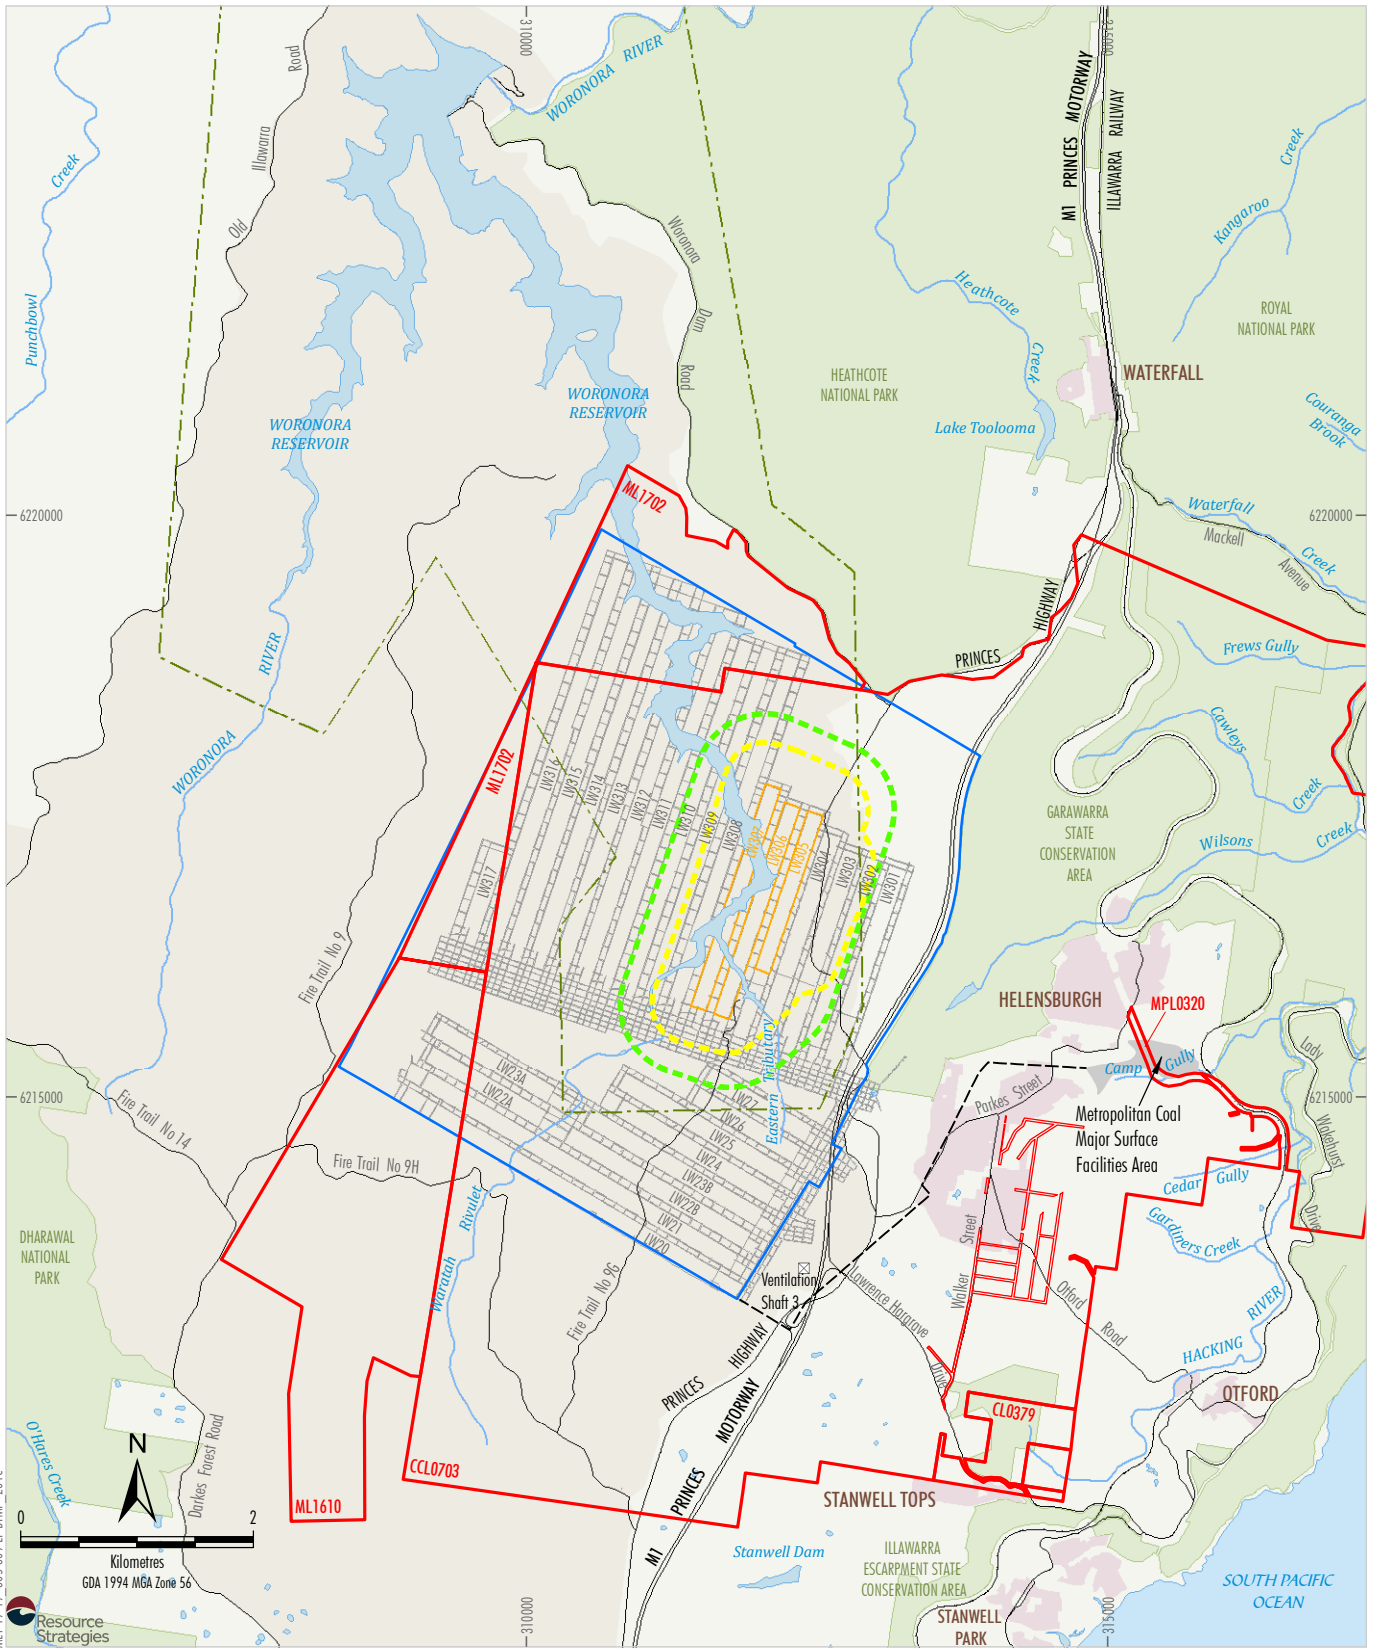 310000
315000
WORONORA RIVER
Old Illawarra Road
Creek
Punchbowl
M1 PRINCES MOTORWAY
ILLAWARRA RAILWAY
Kangaroo Creek
Woronora Dam Road
Heathcote Creek
ROYAL
NATIONAL PARK
HEATHCOTE
NATIONAL PARK
WATERFALL
WORONORA
RESERVOIR
WORONORA
RESERVOIR
Lake Toolooma
Couranga
Brook
ML1702
6220000
6220000
Waterfall Creek
Mackell Avenue
PRINCES HIGHWAY
Frews Gully
WORONORA RIVER
Cawleys Creek
ML1702
LW316
LW315
LW314
LW313
LW312
LW311
LW310
LW309
LW308
LW307
LW306
LW305
LW304
LW303
LW302
LW301
LW317
GARAWARRA
STATE
CONSERVATION
AREA
Wilsons Creek
Fire Trail No 9
HELENSBURGH
MPL0320
Camp Gully
Lady Wakehurst Drive
Parkes Street
Eastern Tributary
6215000
6215000
Fire Trail No 14
LW23A
LW22A
LW27
LW26
LW25
LW24
LW23B
LW22B
LW21
LW20
Metropolitan Coal
Major Surface
Facilities Area
Fire Trail No 9H
Cedar Gully
Gardiners Creek
Waratah Rivulet
DHARAWAL
NATIONAL
PARK
Fire Trail No 9G
Ventilation
Shaft 3
Lawrence Hargrave Drive
Walker Street
Otford Road
HACKING RIVER
PRINCES HIGHWAY
M1 PRINCES MOTORWAY
OTFORD
CL0379
O'Hares Creek
Darkes Forest Road
N
0 2
Kilometres
GDA 1994 MGA Zone 56
ML1610
CCL0703
STANWELL TOPS
Stanwell Dam
ILLAWARRA
ESCARPMENT STATE
CONSERVATION AREA
STANWELL
PARK
SOUTH PACIFIC
OCEAN
Resource
Strategies
310000
315000